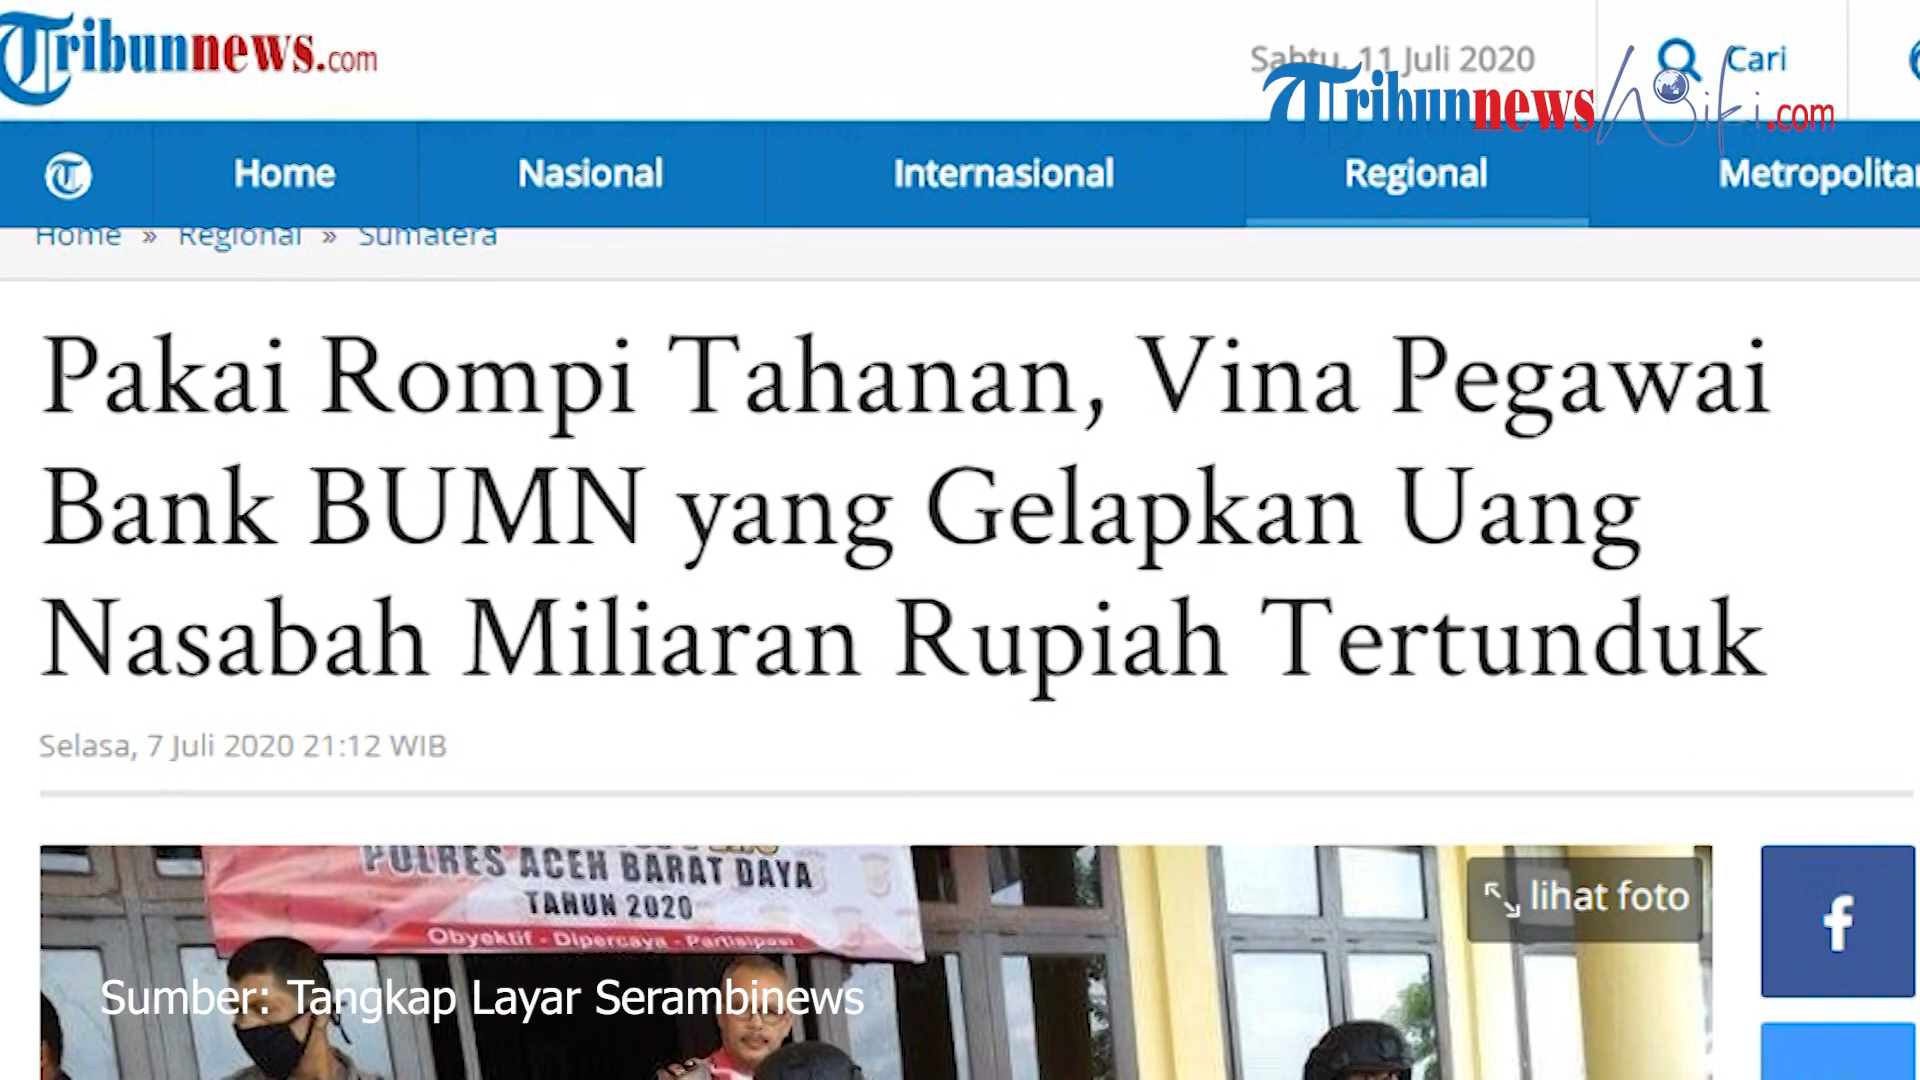 Tribunnews.com
Sabtu, 11 Juli 2020
Cari
TribunnewsWiki.com
Home
Nasional
Internasional
Regional
Metropolita
Home » Regional » Sumatera
Pakai Rompi Tahanan, Vina Pegawai
Bank BUMN yang Gelapkan Uang
Nasabah Miliaran Rupiah Tertunduk
Selasa, 7 Juli 2020 21:12 WIB
POLRES ACEH BARAT DAYA
TAHUN 2020
Obyektif - Dipercaya - Partisipasi
lihat foto
Sumber: Tangkap Layar Serambinews